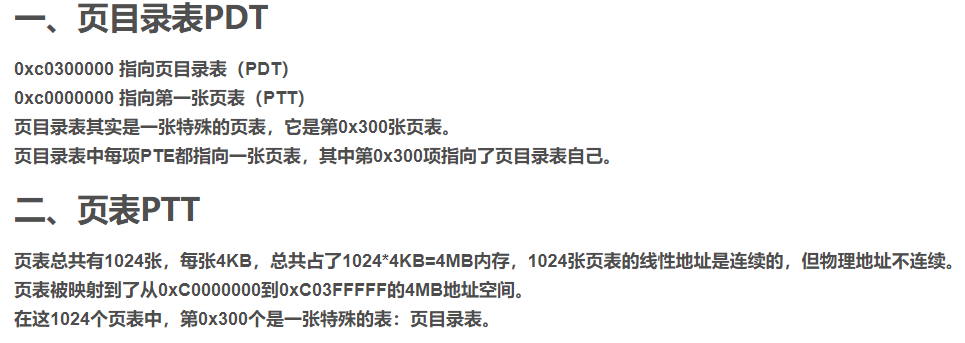 一、页目录表PDT
0xc0300000 指向页目录表（PDT）
0xc0000000 指向第一张页表（PTT）
页目录表其实是一张特殊的页表，它是第0x300张页表。
页目录表中每项PTE都指向一张页表，其中第0x300项指向了页目录表自己。
二、页表PTT
页表总共有1024张，每张4KB，总共占了1024*4KB=4MB内存，1024张页表的线性地址是连续的，但物理地址不连续。
页表被映射到了从0xC0000000到0xC03FFFFF的4MB地址空间。
在这1024个页表中，第0x300个是一张特殊的表：页目录表。